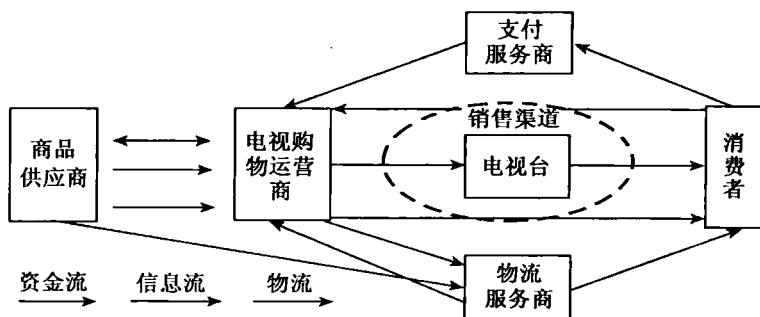 支付
服务商
商品
供应商
电视购
物运营
商
销售渠道
电视台
消
费
者
物流
服务商
资金流
信息流
物流